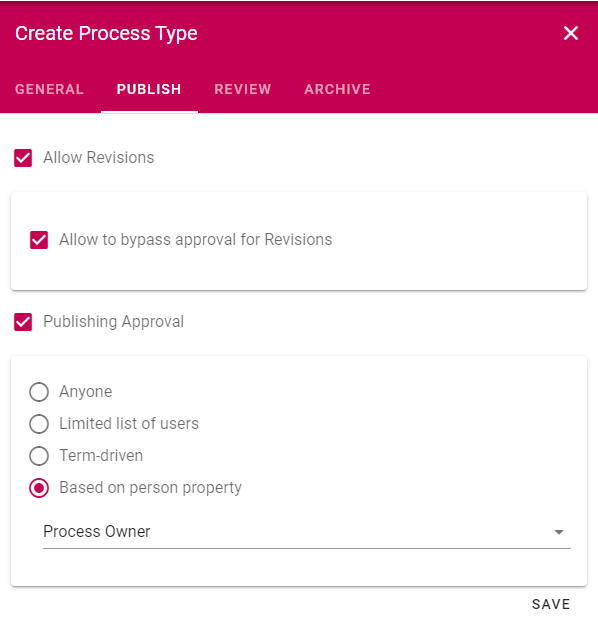 Create Process Type
GENERAL PUBLISH REVIEW ARCHIVE
Allow Revisions
Allow to bypass approval for Revisions
Publishing Approval
Anyone
Limited list of users
Term-driven
Based on person property
Process Owner
SAVE